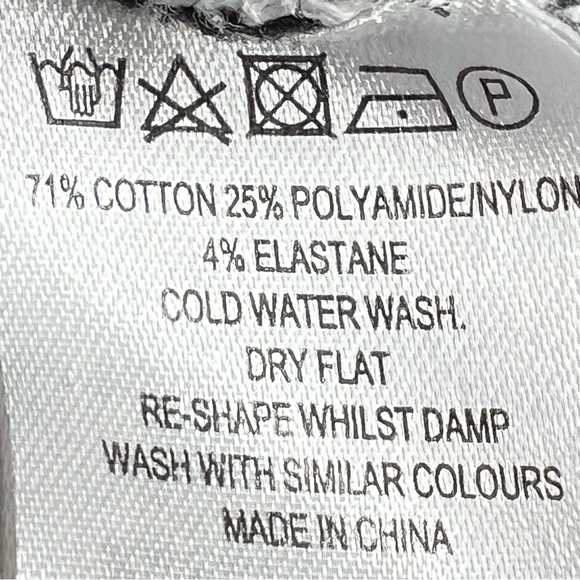 P
71% COTTON 25% POLYAMIDE/NYLON
4% ELASTANE
COLD WATER WASH.
DRY FLAT
RE-SHAPE WHILST DAMP
WASH WITH SIMILAR COLOURS
MADE IN CHINA